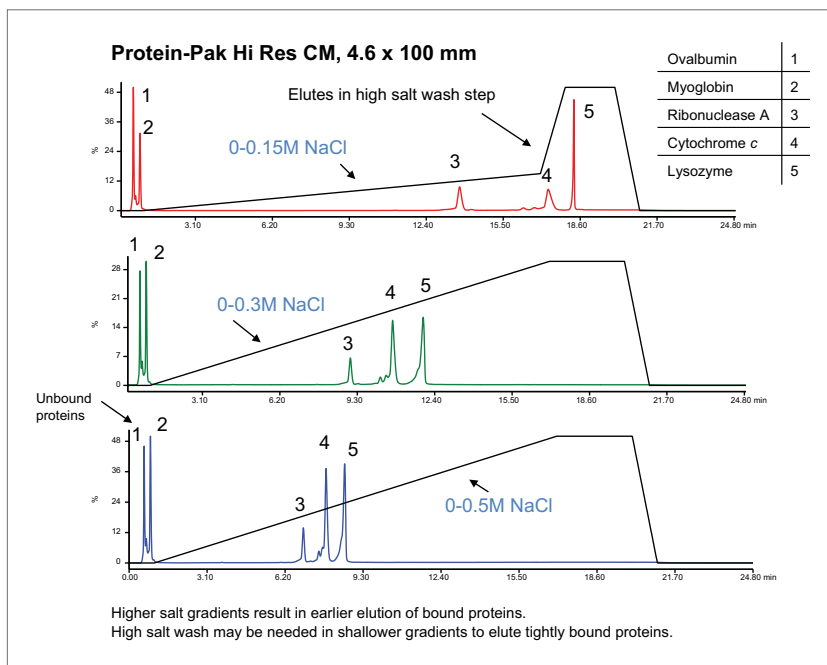 Protein-Pak Hi Res CM, 4.6 x 100 mm
Ovalbumin 1
Myoglobin 2
Ribonuclease A 3
Cytochrome c 4
Lysozyme 5
48
36
24
12
0
%
1
2
Elutes in high salt wash step
0-0.15M NaCl
3
4
5
3.10 6.20 9.30 12.40 15.50 18.60 21.70 24.80 min
28
21
14
7
0
%
1 2
0-0.3M NaCl
3
4
5
3.10 6.20 9.30 12.40 15.50 18.60 21.70 24.80 min
Unbound
proteins
48
36
24
12
0
%
1
2
3
4
5
0-0.5M NaCl
0.00 3.10 6.20 9.30 12.40 15.50 18.60 21.70 24.80 min
Higher salt gradients result in earlier elution of bound proteins.
High salt wash may be needed in shallower gradients to elute tightly bound proteins.